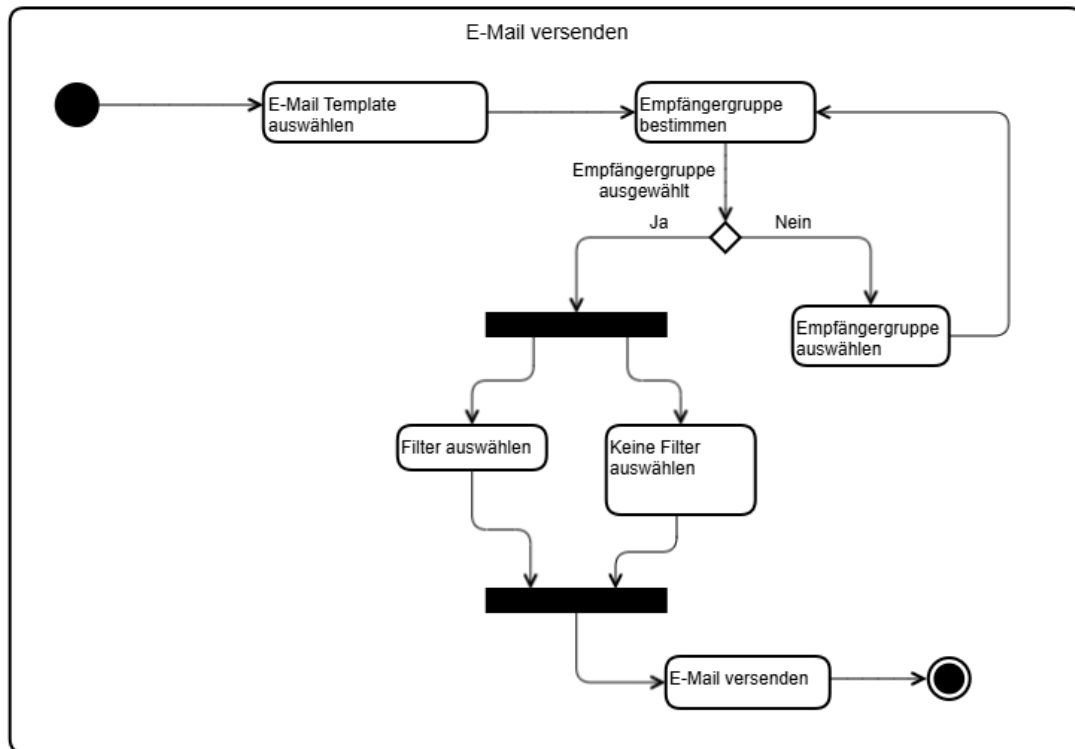 E-Mail versenden
E-Mail Template
auswählen
Empfängergruppe
bestimmen
Empfängergruppe
ausgewählt
Ja
Nein
Empfängergruppe
auswählen
Filter auswählen
Keine Filter
auswählen
E-Mail versenden